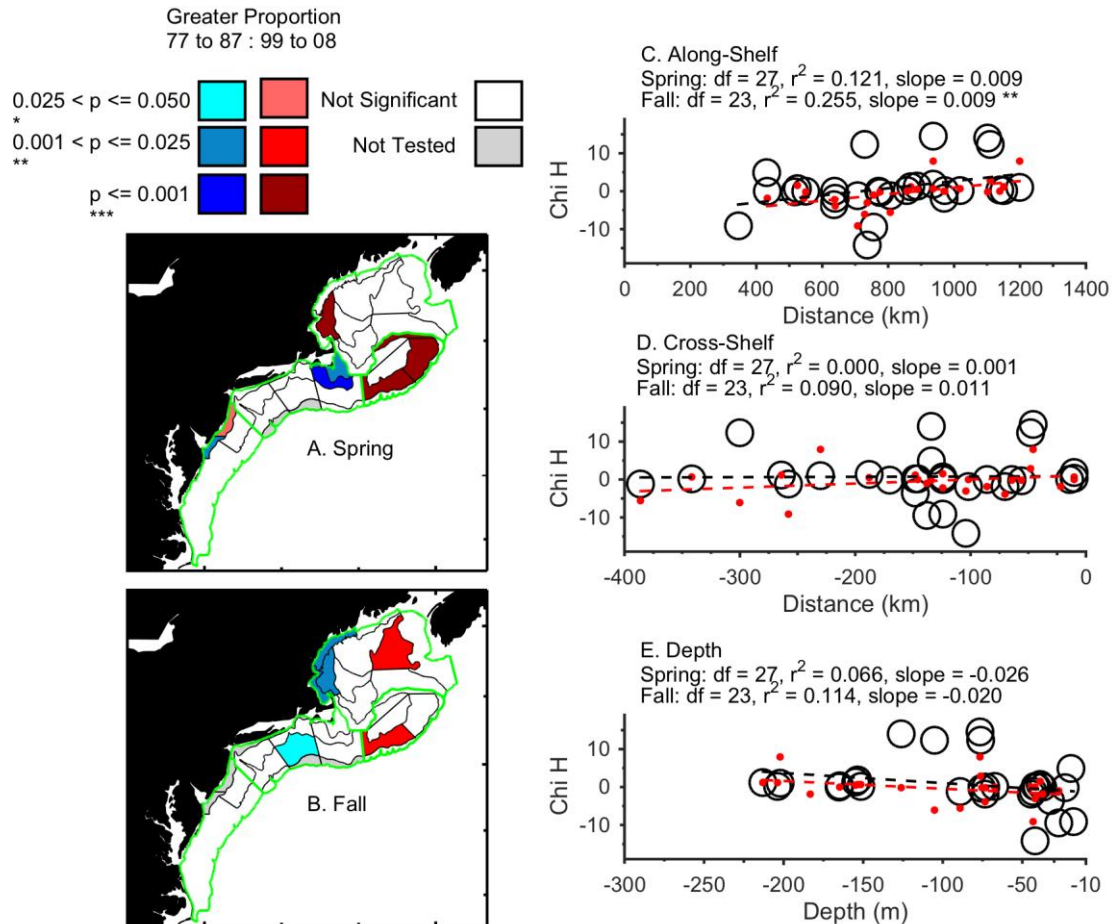 Greater Proportion
77 to 87 : 99 to 08
0.025 < p <= 0.050
*
0.001 < p <= 0.025
**
p <= 0.001
***
Not Significant
Not Tested
A. Spring
B. Fall
C. Along-Shelf
Spring: df = 27, r² = 0.121, slope = 0.009
Fall: df = 23, r² = 0.255, slope = 0.009 **
Chi H
10
0
-10
0 200 400 600 800 1000 1200 1400
Distance (km)
D. Cross-Shelf
Spring: df = 27, r² = 0.000, slope = 0.001
Fall: df = 23, r² = 0.090, slope = 0.011
Chi H
10
0
-10
-400 -300 -200 -100 0
Distance (km)
E. Depth
Spring: df = 27, r² = 0.066, slope = -0.026
Fall: df = 23, r² = 0.114, slope = -0.020
Chi H
10
0
-10
-300 -250 -200 -150 -100 -50 -10
Depth (m)